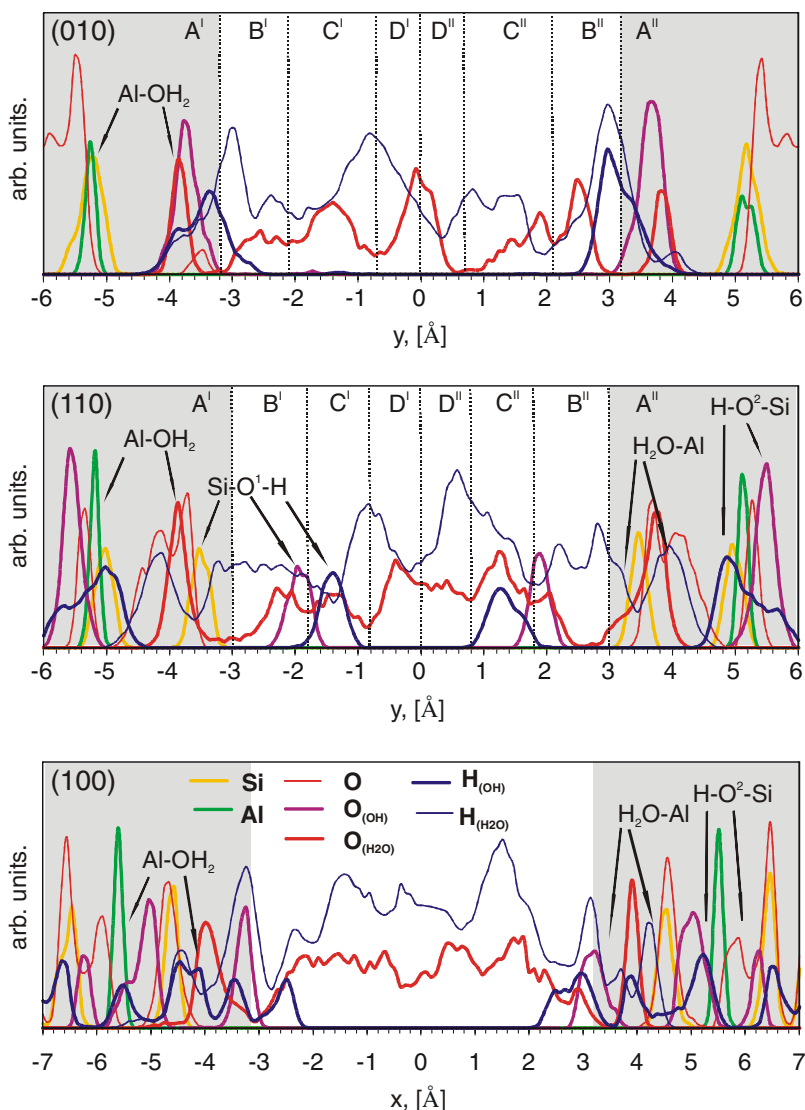 (010)
A^I B^I C^I D^I D^II C^II B^II A^II
Al-OH₂
arb. units.
-6 -5 -4 -3 -2 -1 0 1 2 3 4 5 6
y, [Å]
(110)
A^I B^I C^I D^I D^II C^II B^II A^II
H-O²-Si
Al-OH₂
H₂O-Al
Si-O¹-H
arb. units.
-6 -5 -4 -3 -2 -1 0 1 2 3 4 5 6
y, [Å]
(100)
Si O H(OH)
Al O(OH) H(H2O)
O(H2O)
H-O²-Si
H₂O-Al
Al-OH₂
arb. units.
-7 -6 -5 -4 -3 -2 -1 0 1 2 3 4 5 6 7
x, [Å]